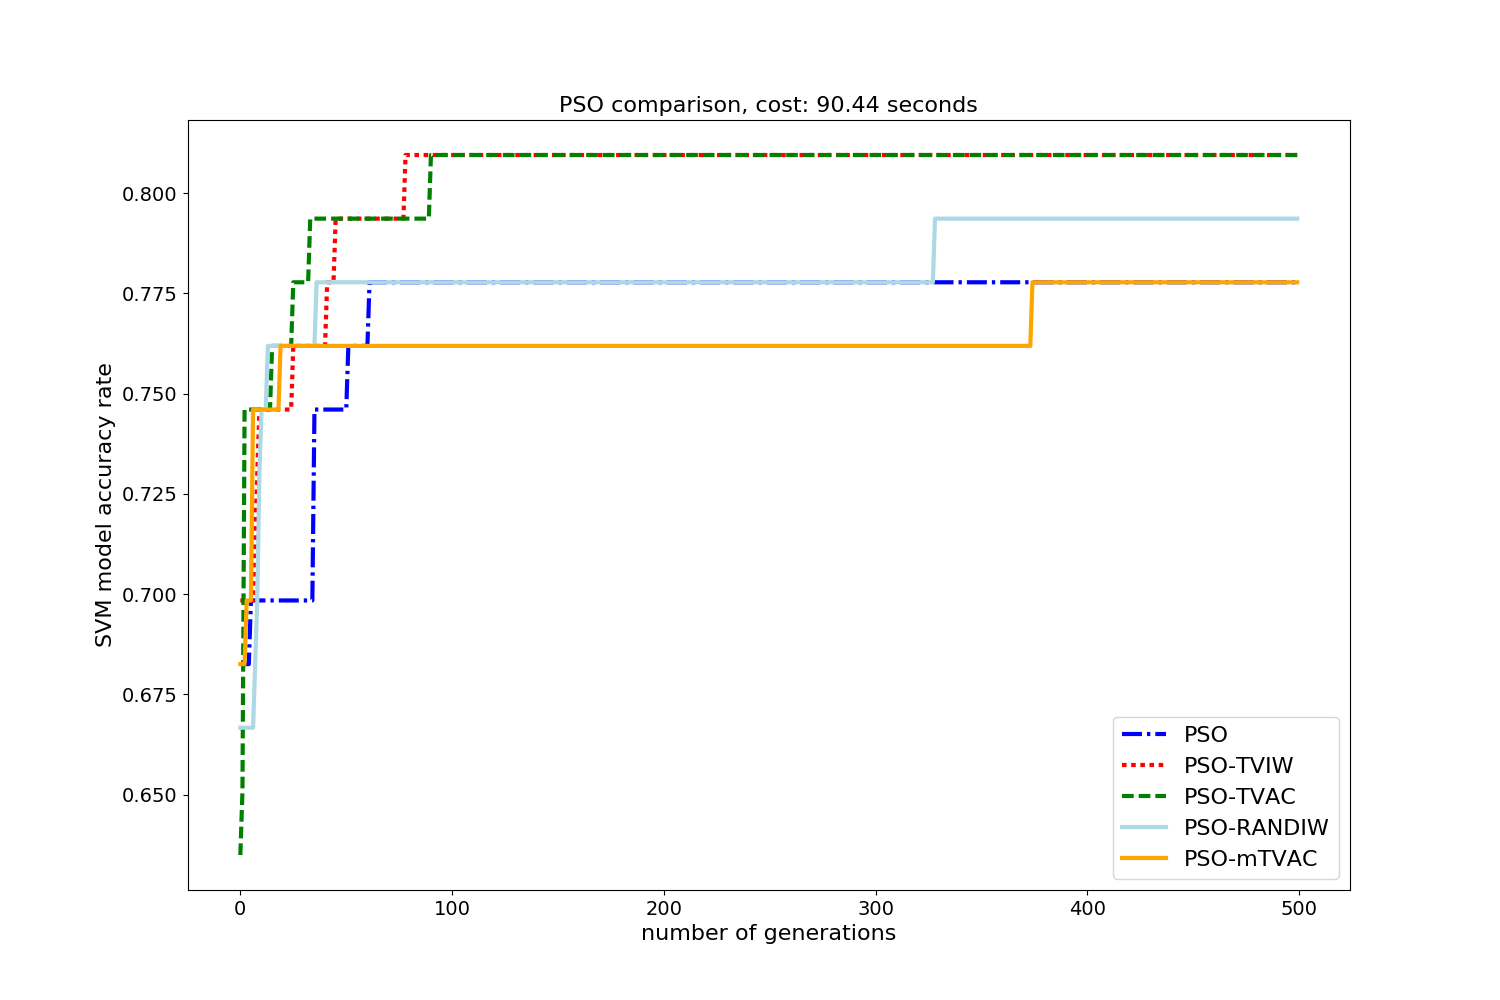 PSO comparison, cost: 90.44 seconds
SVM model accuracy rate
0.800
0.775
0.750
0.725
0.700
0.675
0.650
0 100 200 300 400 500
number of generations
PSO
PSO-TVIW
PSO-TVAC
PSO-RANDIW
PSO-mTVAC